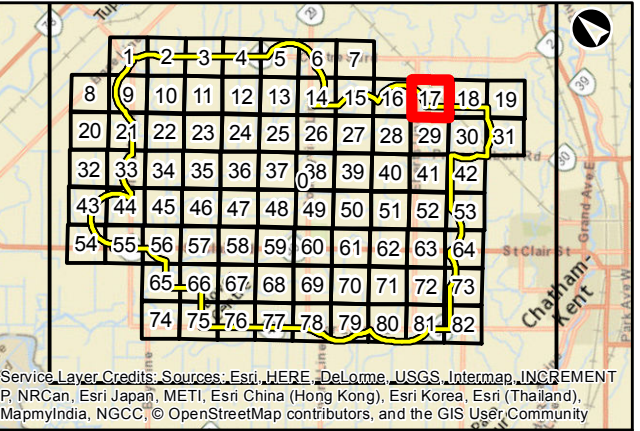 1 2 3 4 5 6 7
8 9 10 11 12 13 14 15 16 17 18 19
20 21 22 23 24 25 26 27 28 29 30 31
32 33 34 35 36 37 38 39 40 41 42
0
43 44 45 46 47 48 49 50 51 52 53
54 55 56 57 58 59 60 61 62 63 64
65 66 67 68 69 70 71 72 73
74 75 76 77 78 79 80 81 82
39
30
Grand Ave E
St Clair St
Chatham-
Kent
Park Ave W
Service Layer Credits: Sources: Esri, HERE, DeLorme, USGS, Intermap, INCREMENT
P, NRCan, Esri Japan, METI, Esri China (Hong Kong), Esri Korea, Esri (Thailand),
MapmyIndia, NGCC, © OpenStreetMap contributors, and the GIS User Community